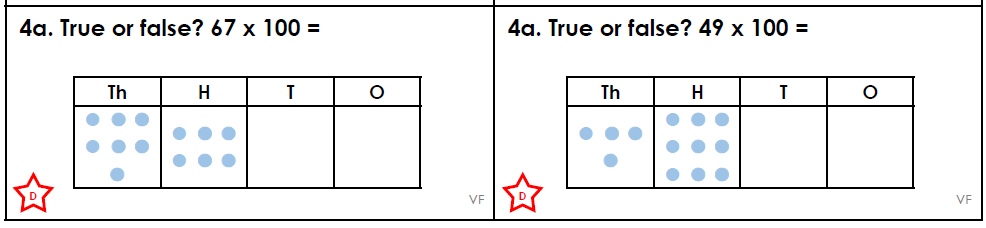 4a. True or false? 67 x 100 =
Th H T O
D
VF
4a. True or false? 49 x 100 =
Th H T O
D
VF